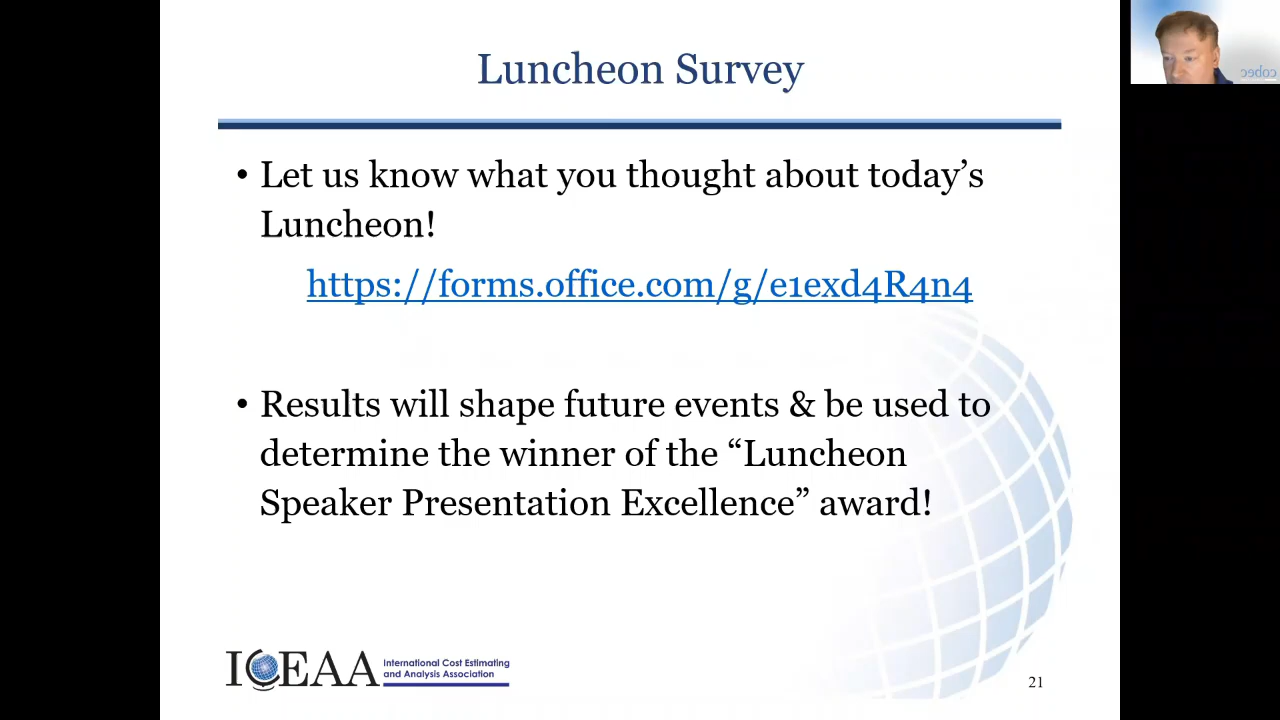 Luncheon Survey
• Let us know what you thought about today’s
Luncheon!
https://forms.office.com/g/e1exd4R4n4
• Results will shape future events & be used to
determine the winner of the “Luncheon
Speaker Presentation Excellence” award!
ICEAA
International Cost Estimating
and Analysis Association
21
cobec